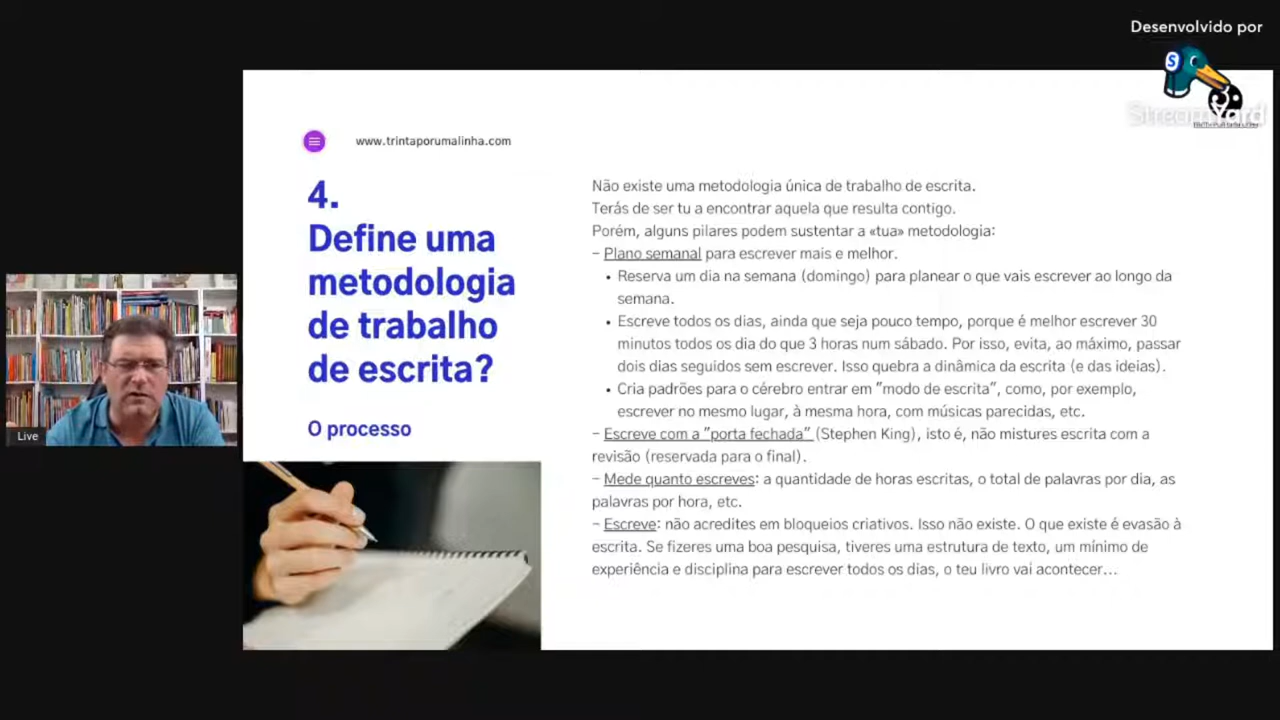 Desenvolvido por
S
StreamYard
www.trintaporumalinha.com
4.
Define uma
metodologia
de trabalho
de escrita?
O processo
Não existe uma metodologia única de trabalho de escrita.
Terás de ser tu a encontrar aquela que resulta contigo.
Porém, alguns pilares podem sustentar a «tua» metodologia:
– Plano semanal para escrever mais e melhor.
• Reserva um dia na semana (domingo) para planear o que vais escrever ao longo da
semana.
• Escreve todos os dias, ainda que seja pouco tempo, porque é melhor escrever 30
minutos todos os dia do que 3 horas num sábado. Por isso, evita, ao máximo, passar
dois dias seguidos sem escrever. Isso quebra a dinâmica da escrita (e das ideias).
• Cria padrões para o cérebro entrar em "modo de escrita", como, por exemplo,
escrever no mesmo lugar, à mesma hora, com músicas parecidas, etc.
– Escreve com a "porta fechada" (Stephen King), isto é, não mistures escrita com a
revisão (reservada para o final).
– Mede quanto escreves: a quantidade de horas escritas, o total de palavras por dia, as
palavras por hora, etc.
– Escreve: não acredites em bloqueios criativos. Isso não existe. O que existe é evasão à
escrita. Se fizeres uma boa pesquisa, tiveres uma estrutura de texto, um mínimo de
experiência e disciplina para escrever todos os dias, o teu livro vai acontecer...
Live